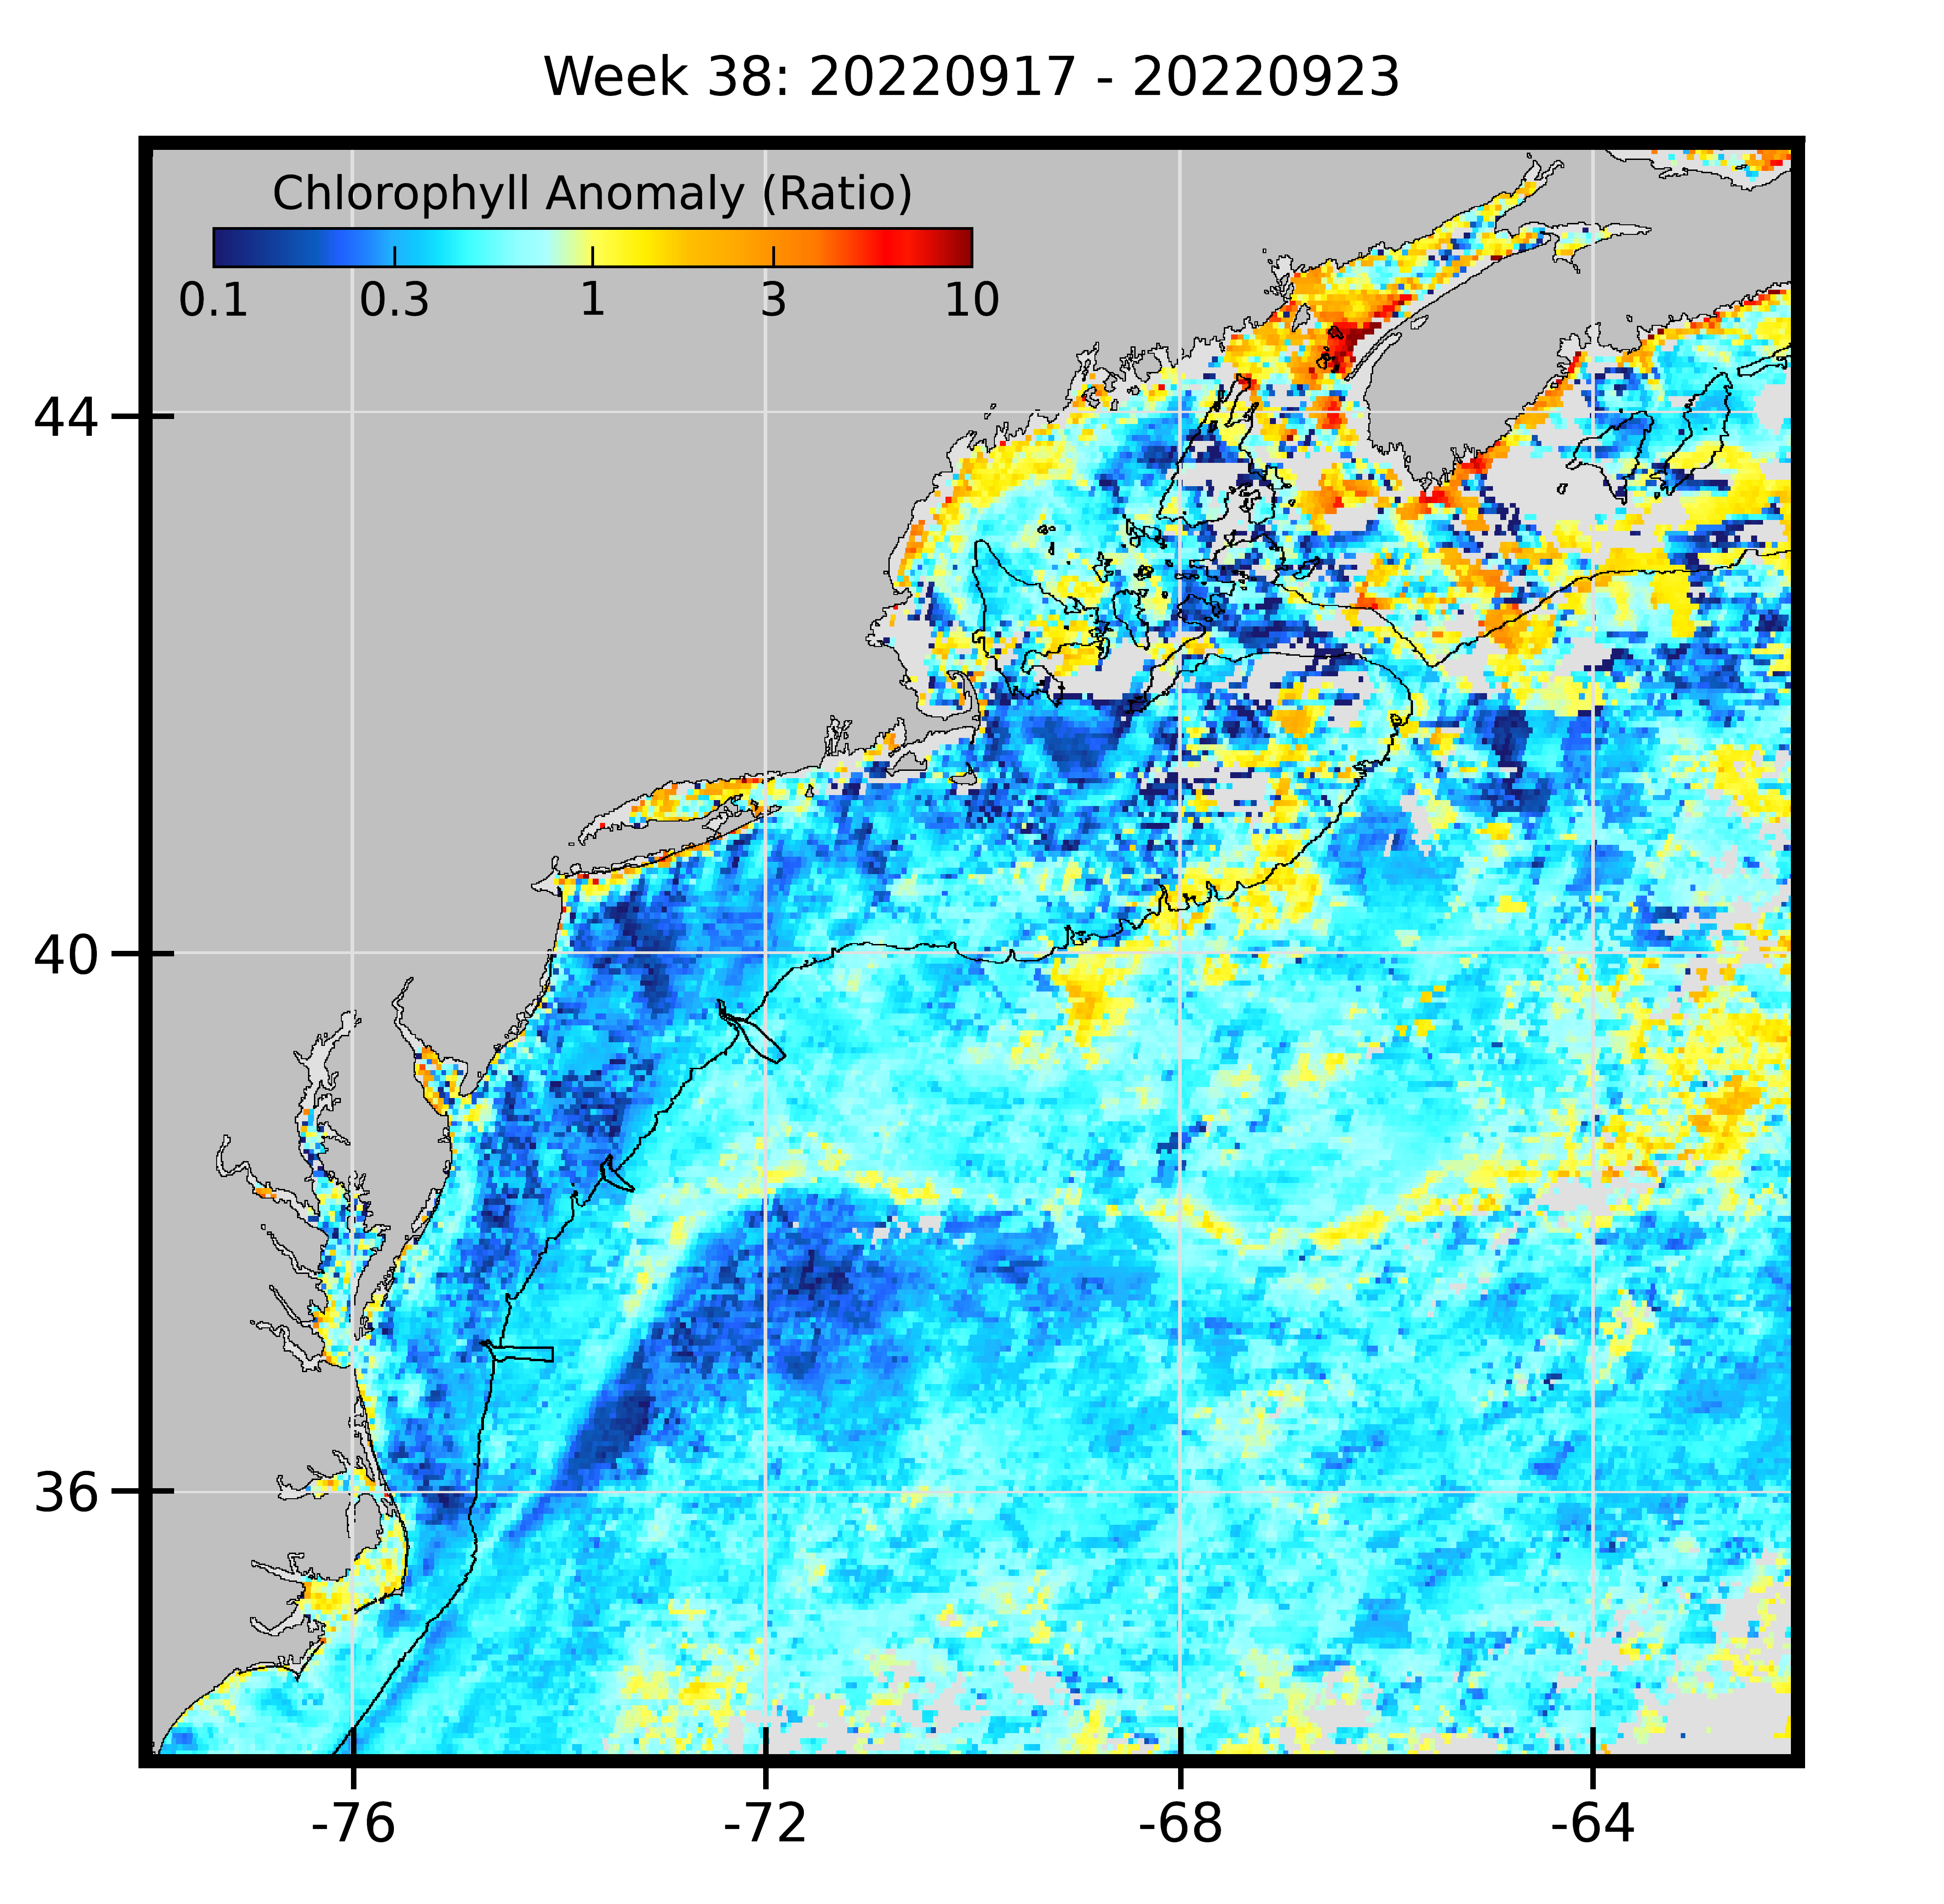 Week 38: 20220917 - 20220923
Chlorophyll Anomaly (Ratio)
0.1 0.3 1 3 10
44
40
36
-76 -72 -68 -64